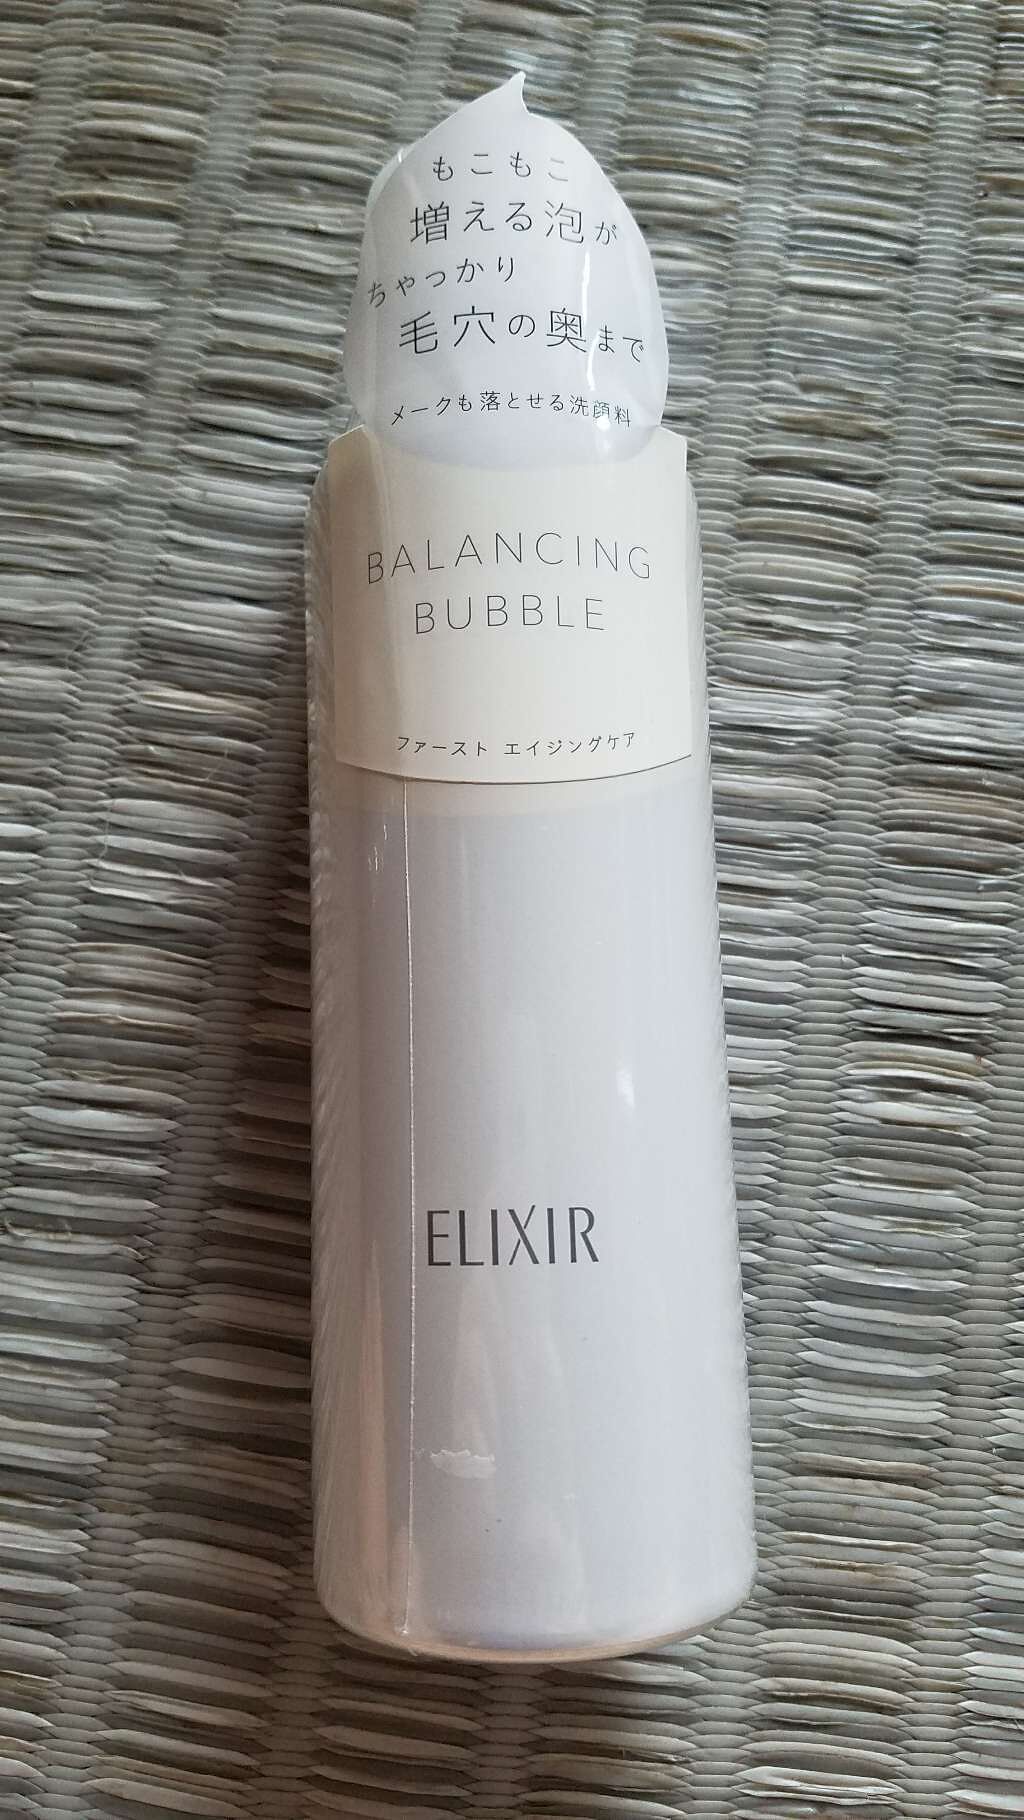 もこもこ
増える泡が
ちゃっかり
毛穴の奥まで
メークも落とせる洗顔料
BALANCING
BUBBLE
ファースト エイジングケア
ELIXIR